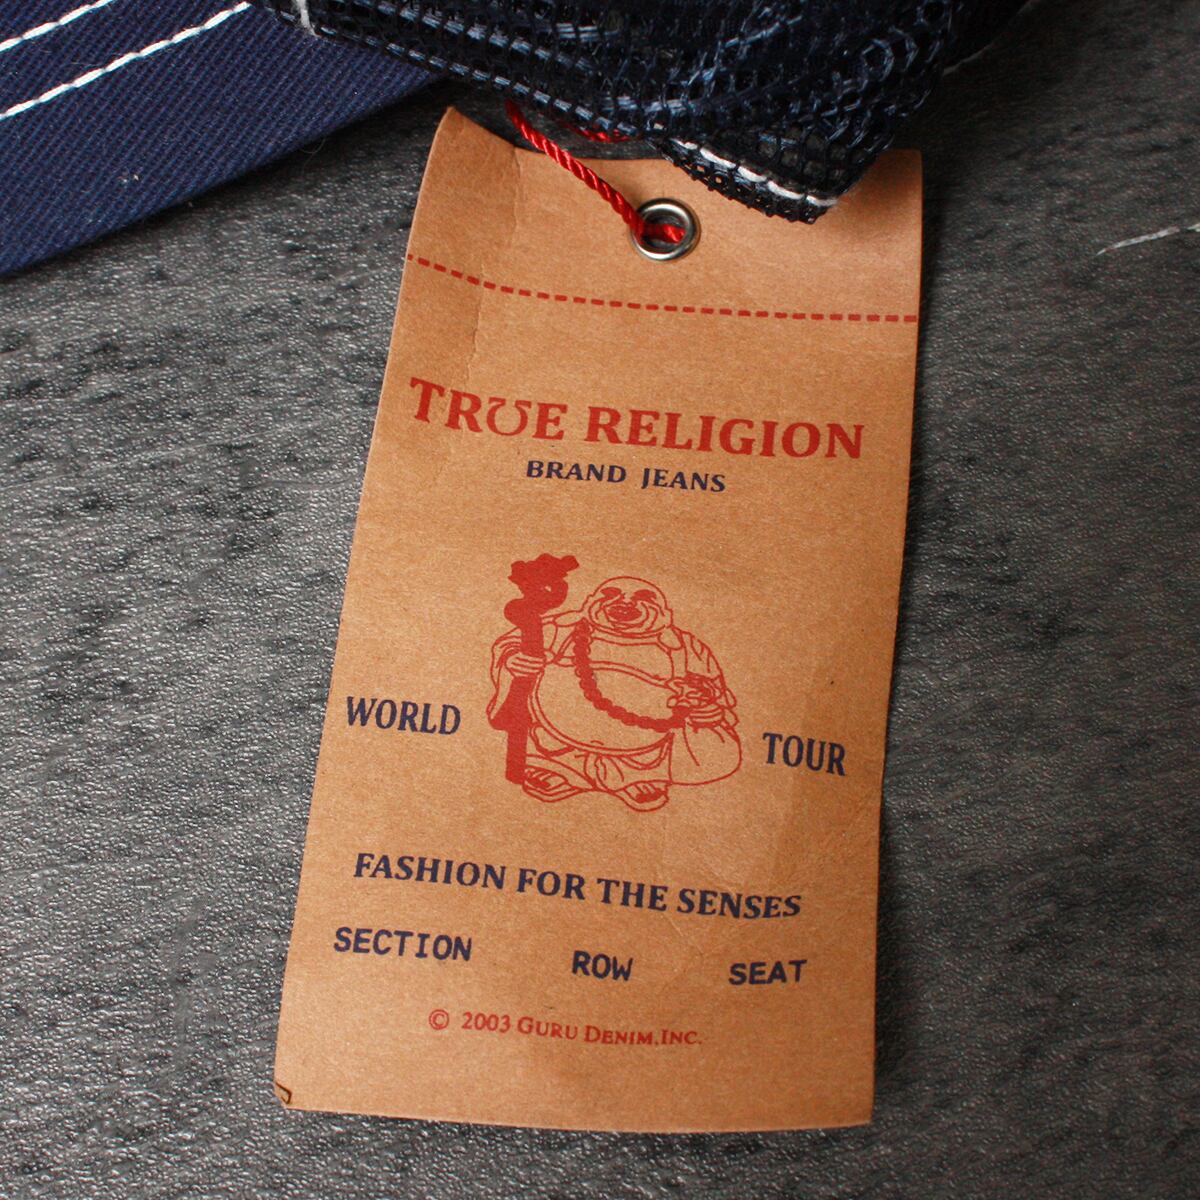 TRUE RELIGION
BRAND JEANS
WORLD TOUR
FASHION FOR THE SENSES
SECTION ROW SEAT
© 2003 GURU DENIM, INC.